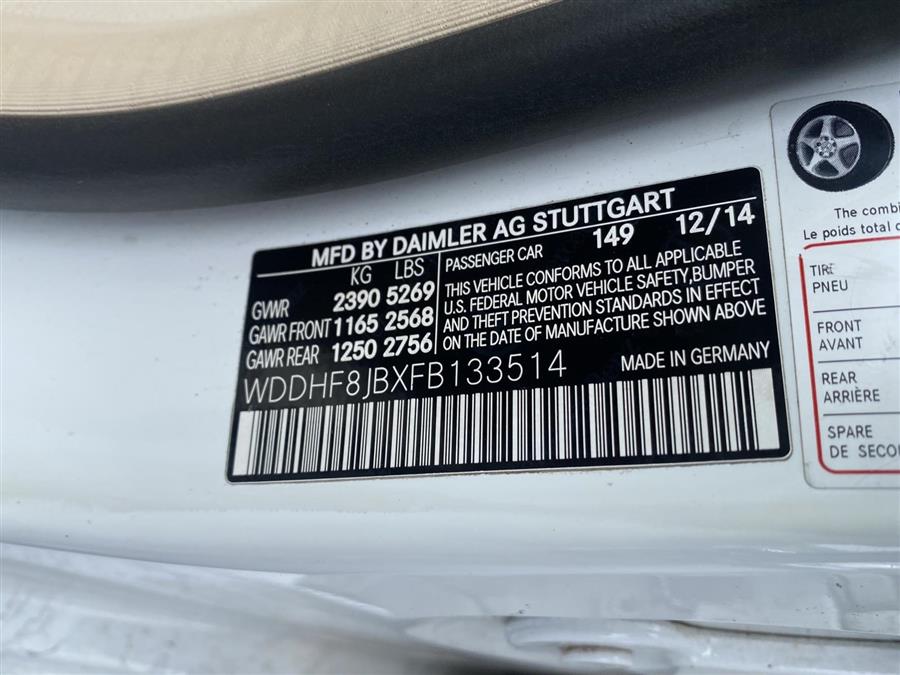 MFD BY DAIMLER AG STUTTGART
KG LBS
GVWR 2390 5269
GAWR FRONT 1165 2568
GAWR REAR 1250 2756
PASSENGER CAR 149 12/14
THIS VEHICLE CONFORMS TO ALL APPLICABLE
U.S. FEDERAL MOTOR VEHICLE SAFETY, BUMPER
AND THEFT PREVENTION STANDARDS IN EFFECT
ON THE DATE OF MANUFACTURE SHOWN ABOVE
WDDHF8JBXFB133514
MADE IN GERMANY
The combi
Le poids total
TIRE
PNEU
FRONT
AVANT
REAR
ARRIÈRE
SPARE
DE SECO